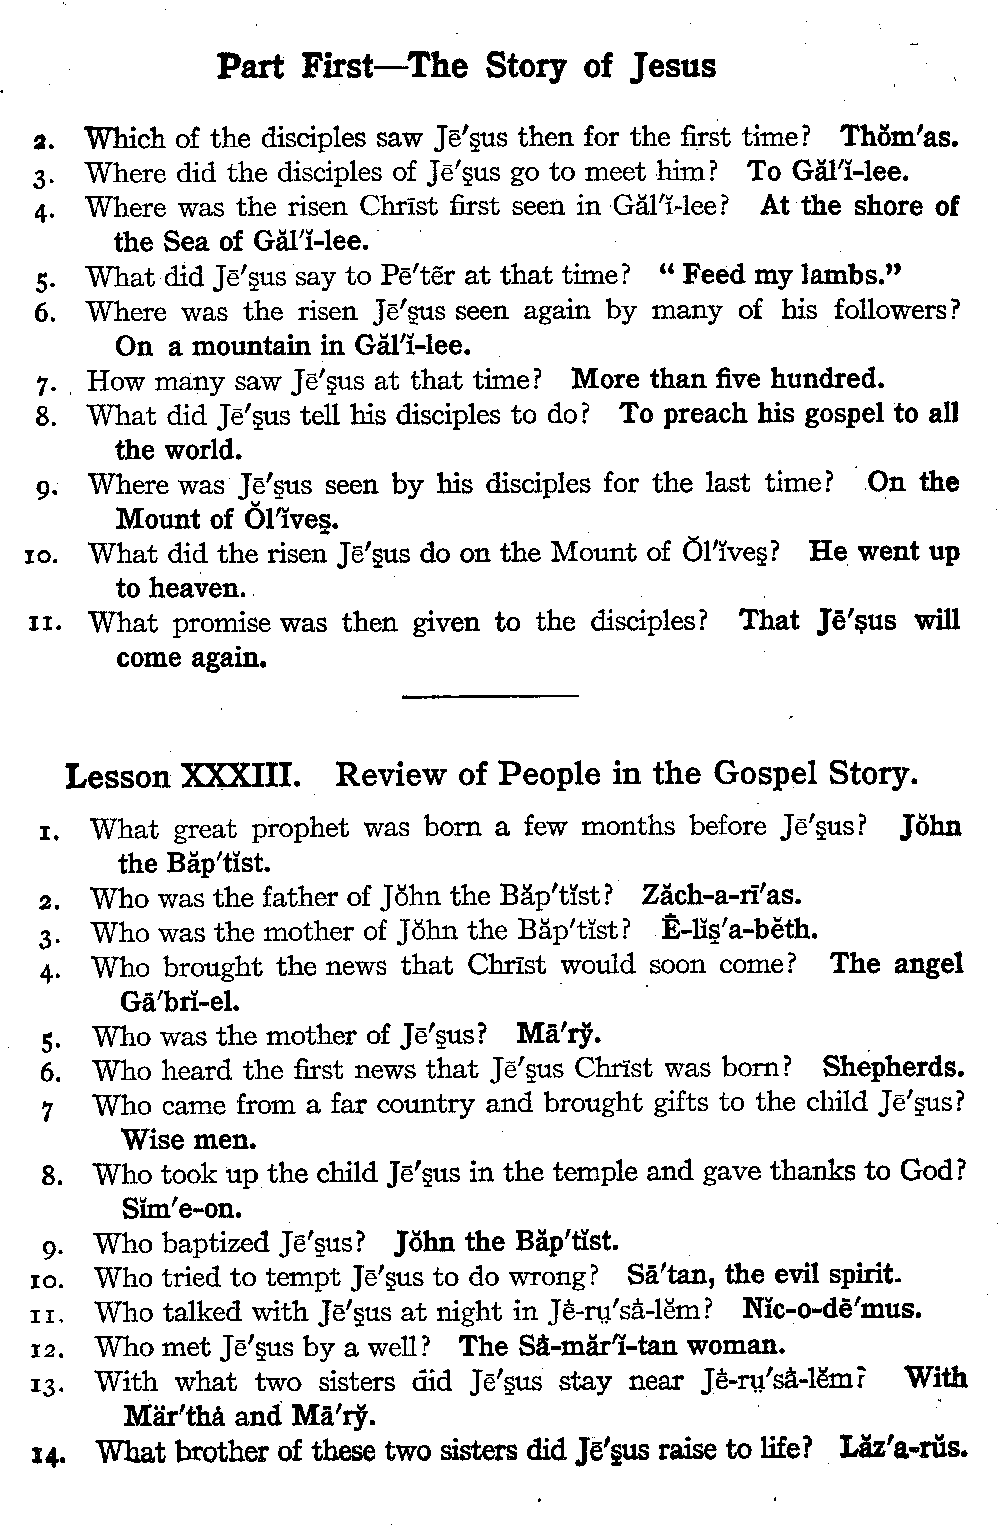 Part First—The Story of Jesus
2. Which of the disciples saw Jē′ṣus then for the first time? Thŏm′as.
3. Where did the disciples of Jē′ṣus go to meet him? To Găl′ĭ-lee.
4. Where was the risen Chrīst first seen in Găl′ĭ-lee? At the shore of
the Sea of Găl′ĭ-lee.
5. What did Jē′ṣus say to Pē′tẽr at that time? “ Feed my lambs.”
6. Where was the risen Jē′ṣus seen again by many of his followers?
On a mountain in Găl′ĭ-lee.
7. How many saw Jē′ṣus at that time? More than five hundred.
8. What did Jē′ṣus tell his disciples to do? To preach his gospel to all
the world.
9. Where was Jē′ṣus seen by his disciples for the last time? On the
Mount of Ŏl′ĭveṣ.
10. What did the risen Jē′ṣus do on the Mount of Ŏl′ĭveṣ? He went up
to heaven.
11. What promise was then given to the disciples? That Jē′ṣus will
come again.
Lesson XXXIII. Review of People in the Gospel Story.
1. What great prophet was born a few months before Jē′ṣus? Jŏhn
the Băp′tĭst.
2. Who was the father of Jŏhn the Băp′tĭst? Zăch-a-rī′as.
3. Who was the mother of Jŏhn the Băp′tĭst? Ē-lĭṣ′a-bĕth.
4. Who brought the news that Chrīst would soon come? The angel
Gā′brĭ-el.
5. Who was the mother of Jē′ṣus? Mā′ry̆.
6. Who heard the first news that Jē′ṣus Chrīst was born? Shepherds.
7 Who came from a far country and brought gifts to the child Jē′ṣus?
Wise men.
8. Who took up the child Jē′ṣus in the temple and gave thanks to God?
Sĭm′e-on.
9. Who baptized Jē′ṣus? Jŏhn the Băp′tĭst.
10. Who tried to tempt Jē′ṣus to do wrong? Sā′tan, the evil spirit.
11. Who talked with Jē′ṣus at night in Jė-rṳ′sȧ-lĕm? Nĭc-o-dē′mus.
12. Who met Jē′ṣus by a well? The Sȧ-măr′ĭ-tan woman.
13. With what two sisters did Jē′ṣus stay near Jė-rṳ′sȧ-lĕm? With
Mär′thȧ and Mā′ry̆.
14. What brother of these two sisters did Jē′ṣus raise to life? Lăz′a-rŭs.